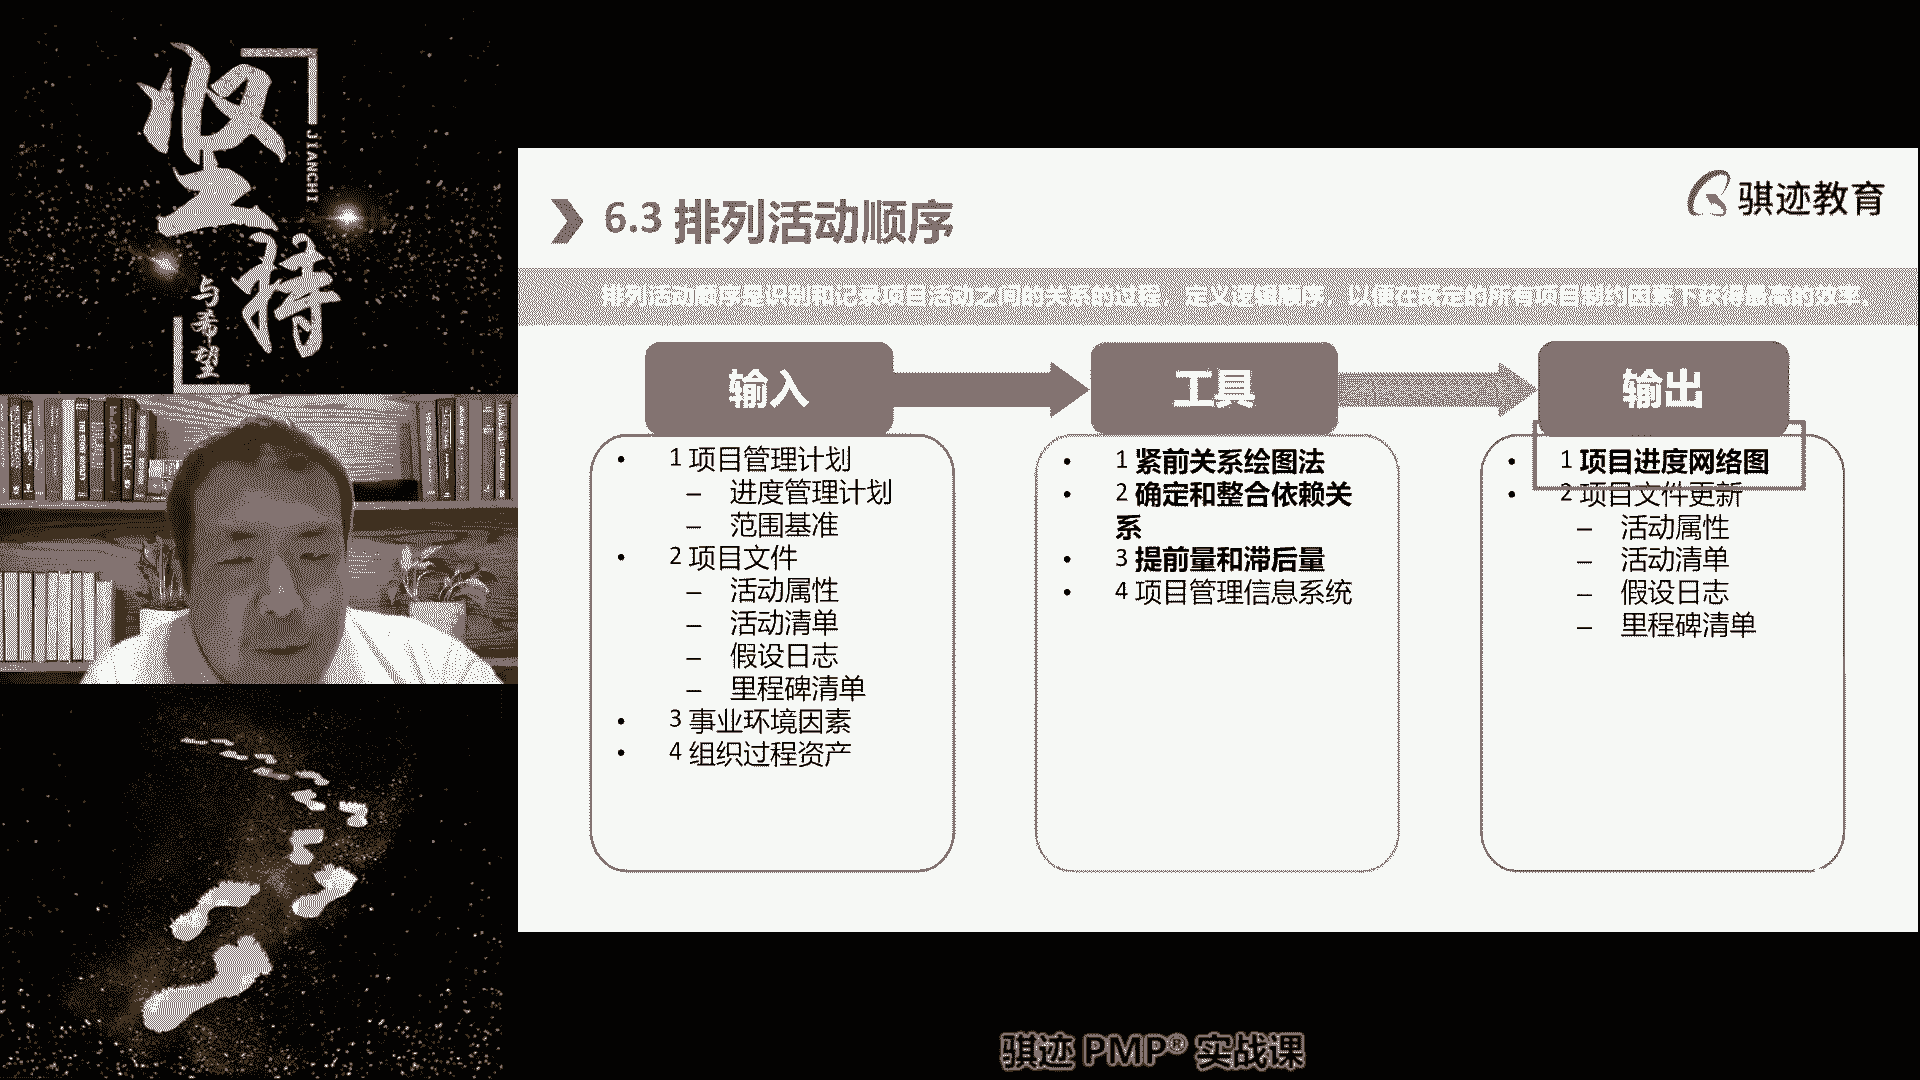 坚持
JIANCHI
与希望
6.3 排列活动顺序
骐迹教育
排列活动顺序是识别和记录项目活动之间的关系的过程，定义逻辑顺序，以便在既定的所有项目制约因素下获得最高的效率。
输入
• 1 项目管理计划
– 进度管理计划
– 范围基准
• 2 项目文件
– 活动属性
– 活动清单
– 假设日志
– 里程碑清单
• 3 事业环境因素
• 4 组织过程资产
工具
• 1 紧前关系绘图法
• 2 确定和整合依赖关
系
• 3 提前量和滞后量
• 4 项目管理信息系统
输出
• 1 项目进度网络图
• 2 项目文件更新
– 活动属性
– 活动清单
– 假设日志
– 里程碑清单
骐迹 PMP® 实战课